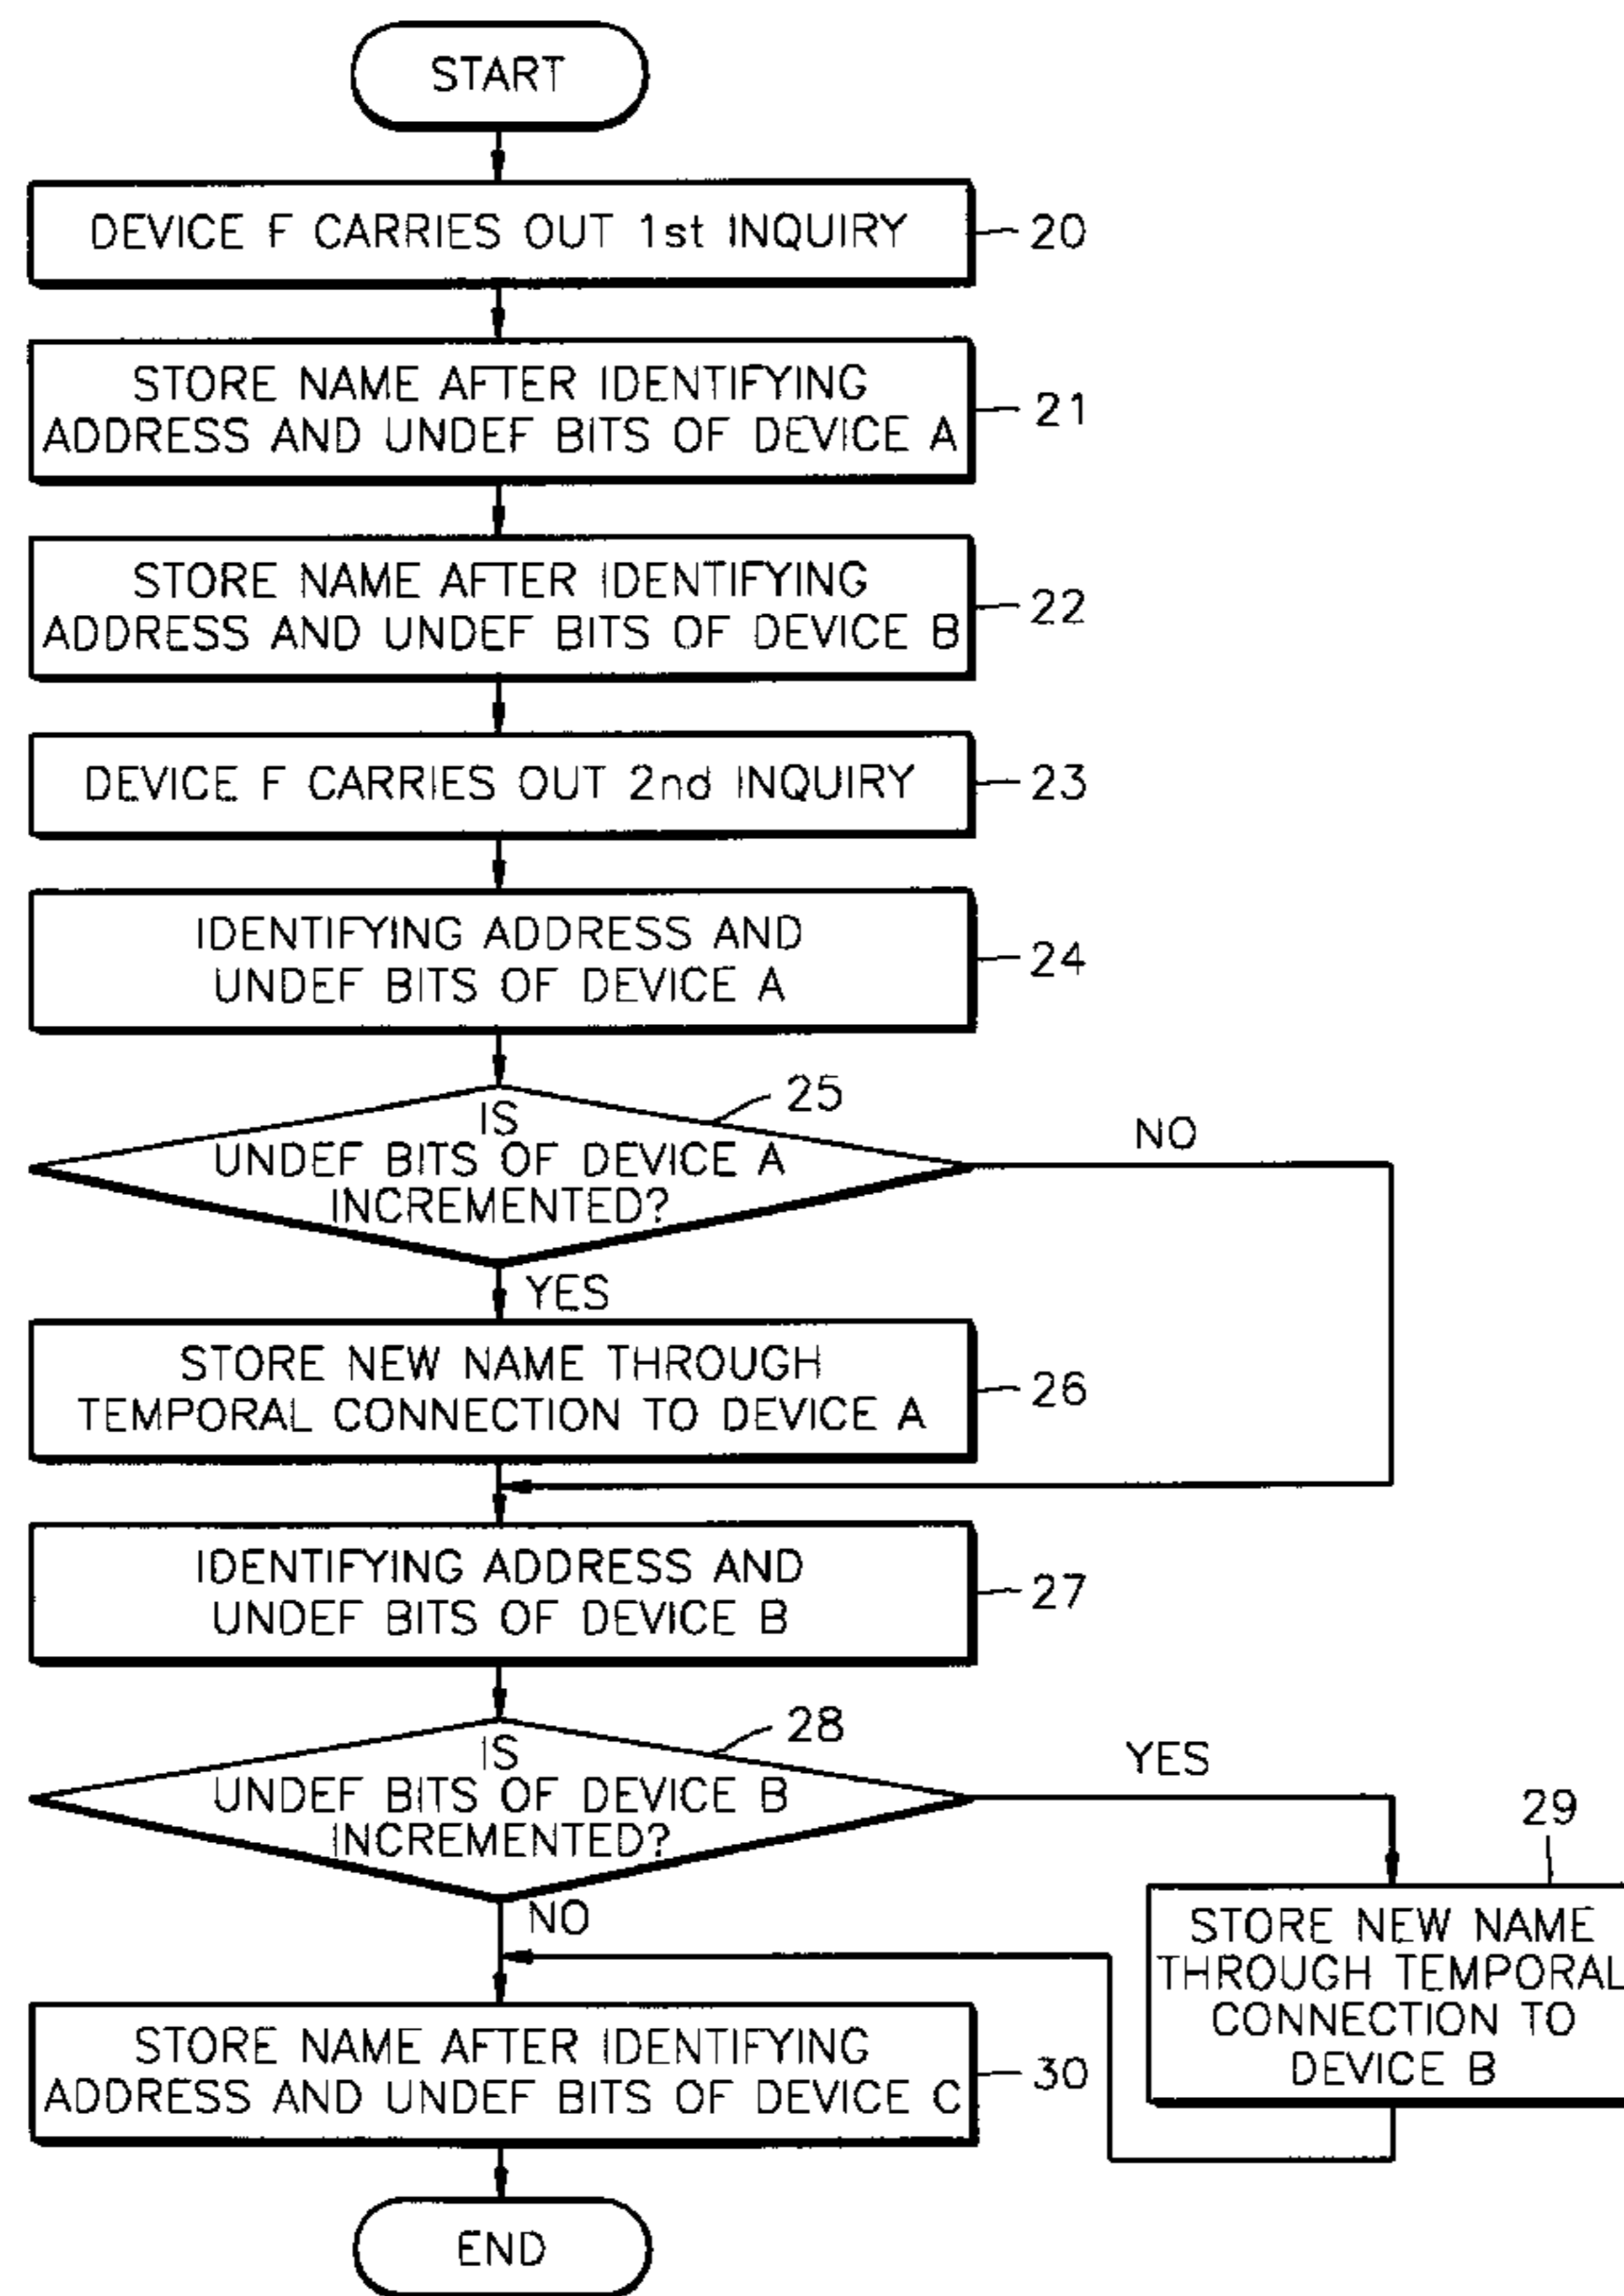 START
DEVICE F CARRIES OUT 1st INQUIRY
20
STORE NAME AFTER IDENTIFYING
ADDRESS AND UNDEF BITS OF DEVICE A
21
STORE NAME AFTER IDENTIFYING
ADDRESS AND UNDEF BITS OF DEVICE B
22
DEVICE F CARRIES OUT 2nd INQUIRY
23
IDENTIFYING ADDRESS AND
UNDEF BITS OF DEVICE A
24
25
IS
UNDEF BITS OF DEVICE A
INCREMENTED?
NO
YES
STORE NEW NAME THROUGH
TEMPORAL CONNECTION TO DEVICE A
26
IDENTIFYING ADDRESS AND
UNDEF BITS OF DEVICE B
27
28
IS
UNDEF BITS OF DEVICE B
INCREMENTED?
YES
NO
29
STORE NEW NAME
THROUGH TEMPORAL
CONNECTION TO
DEVICE B
STORE NAME AFTER IDENTIFYING
ADDRESS AND UNDEF BITS OF DEVICE C
30
END